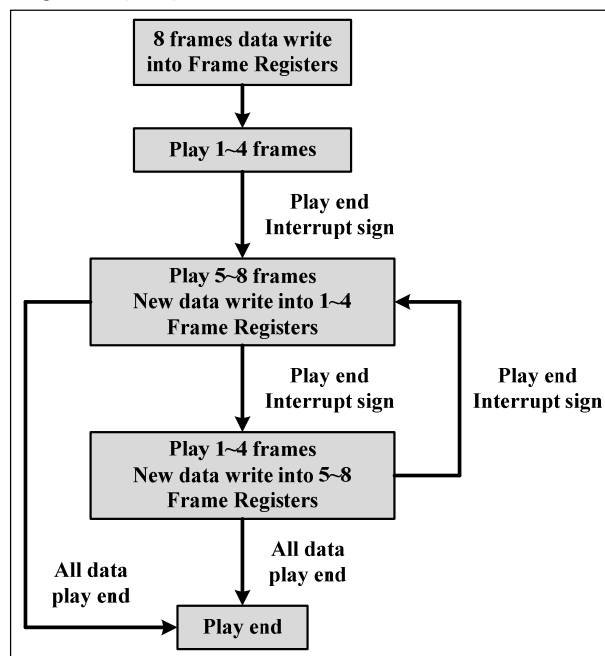 8 frames data write
into Frame Registers
Play 1~4 frames
Play end
Interrupt sign
Play 5~8 frames
New data write into 1~4
Frame Registers
Play end
Interrupt sign
Play end
Interrupt sign
Play 1~4 frames
New data write into 5~8
Frame Registers
All data
play end
All data
play end
Play end